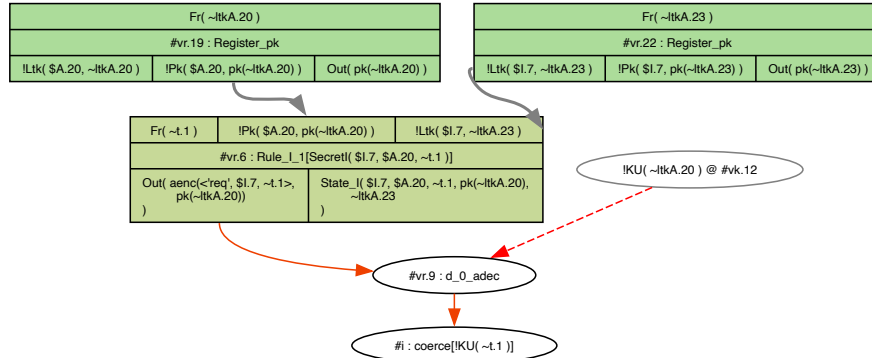 Fr( ~ltkA.20 )
#vr.19 : Register_pk
!Ltk( $A.20, ~ltkA.20 )
!Pk( $A.20, pk(~ltkA.20) )
Out( pk(~ltkA.20) )
Fr( ~ltkA.23 )
#vr.22 : Register_pk
!Ltk( $I.7, ~ltkA.23 )
!Pk( $I.7, pk(~ltkA.23) )
Out( pk(~ltkA.23) )
Fr( ~t.1 )
!Pk( $A.20, pk(~ltkA.20) )
!Ltk( $I.7, ~ltkA.23 )
#vr.6 : Rule_I_1[SecretI( $I.7, $A.20, ~t.1 )]
Out( aenc(<'req', $I.7, ~t.1>,
pk(~ltkA.20))
)
State_I( $I.7, $A.20, ~t.1, pk(~ltkA.20),
~ltkA.23
)
!KU( ~ltkA.20 ) @ #vk.12
#vr.9 : d_0_adec
#i : coerce[!KU( ~t.1 )]